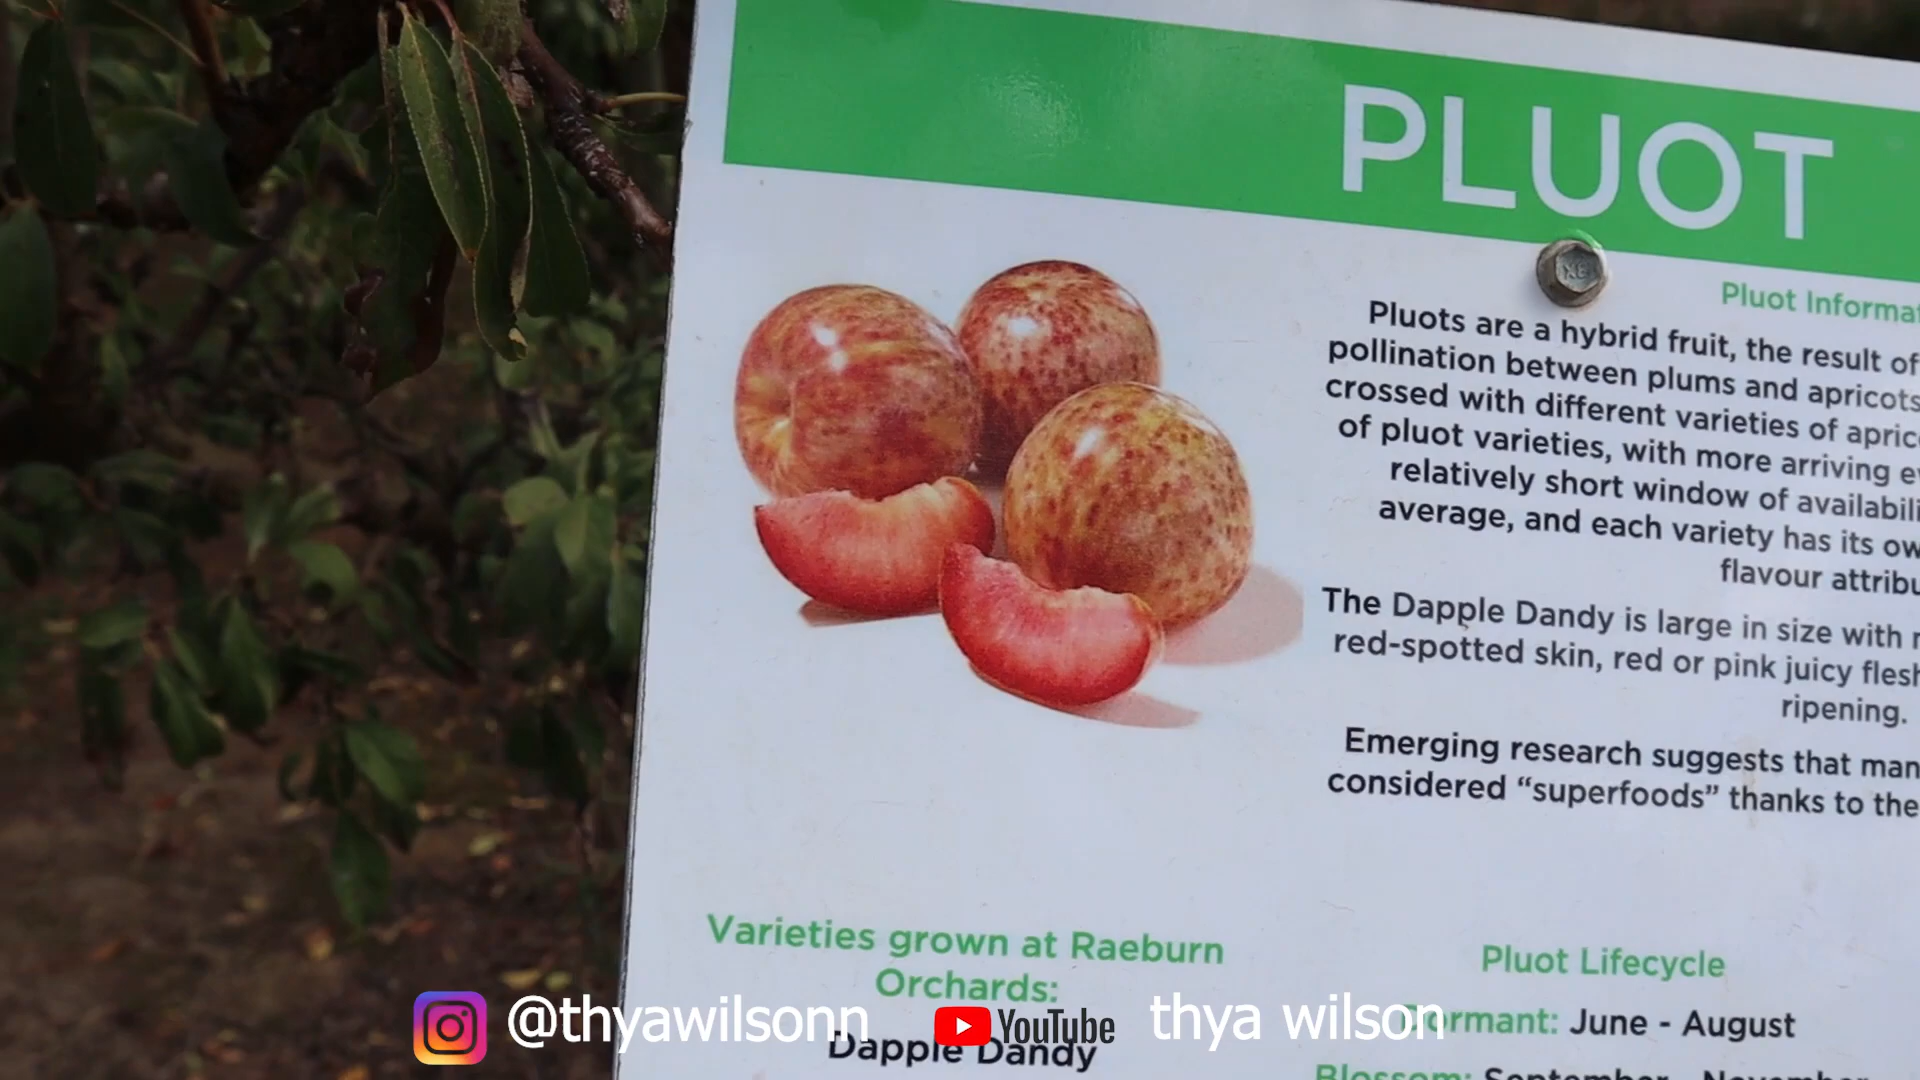 PLUOT
Pluot Informa
Pluots are a hybrid fruit, the result of
pollination between plums and apricots
crossed with different varieties of apric
of pluot varieties, with more arriving e
relatively short window of availabili
average, and each variety has its ow
flavour attribu
The Dapple Dandy is large in size with
red-spotted skin, red or pink juicy flesh
ripening.
Emerging research suggests that man
considered “superfoods” thanks to the
Varieties grown at Raeburn
Orchards:
Dapple Dandy
Pluot Lifecycle
Dormant: June - August
Blossom: September - November
@thyawilsonn
YouTube
thya wilson